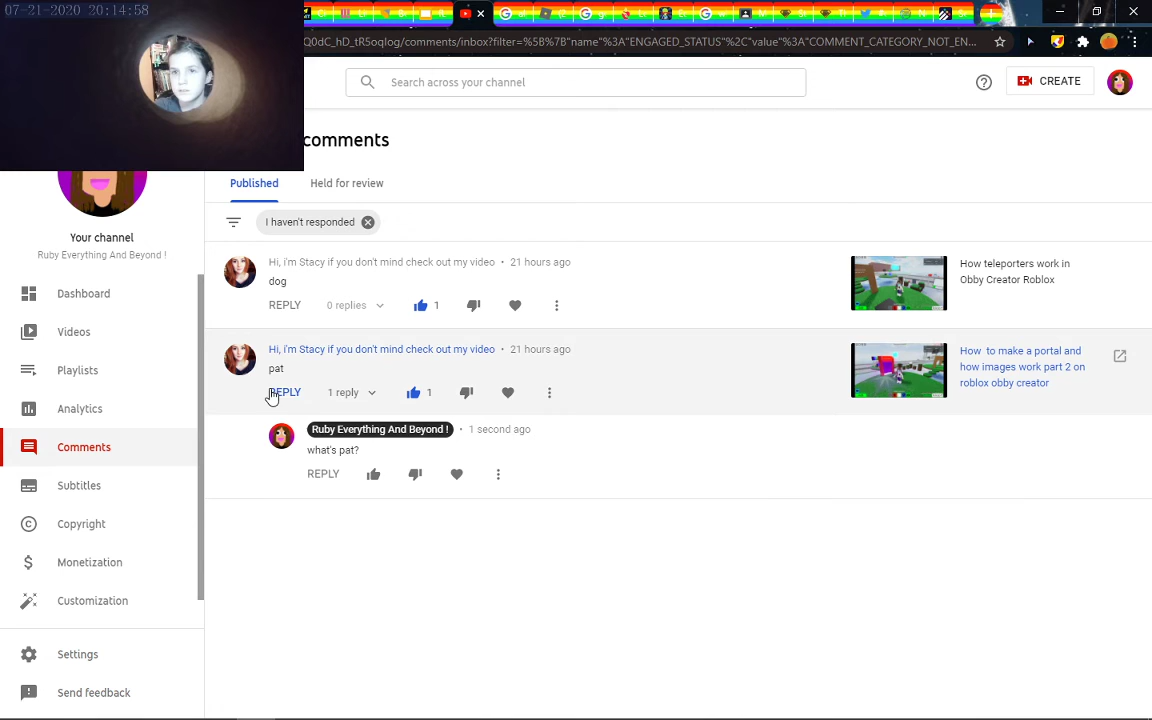 07-21-2020 20:14:58
Q0dC_hD_tR5oqlog/comments/inbox?filter=%5B%7B"name"%3A"ENGAGED_STATUS"%2C"value"%3A"COMMENT_CATEGORY_NOT_EN...
Search across your channel
CREATE
comments
Published
Held for review
I haven't responded
Your channel
Ruby Everything And Beyond !
Dashboard
Videos
Playlists
Analytics
Comments
Subtitles
Copyright
Monetization
Customization
Settings
Send feedback
Hi, i'm Stacy if you don't mind check out my video • 21 hours ago
dog
REPLY 0 replies 1
How teleporters work in
Obby Creator Roblox
Hi, i'm Stacy if you don't mind check out my video • 21 hours ago
pat
REPLY 1 reply 1
How to make a portal and
how images work part 2 on
roblox obby creator
Ruby Everything And Beyond ! • 1 second ago
what's pat?
REPLY